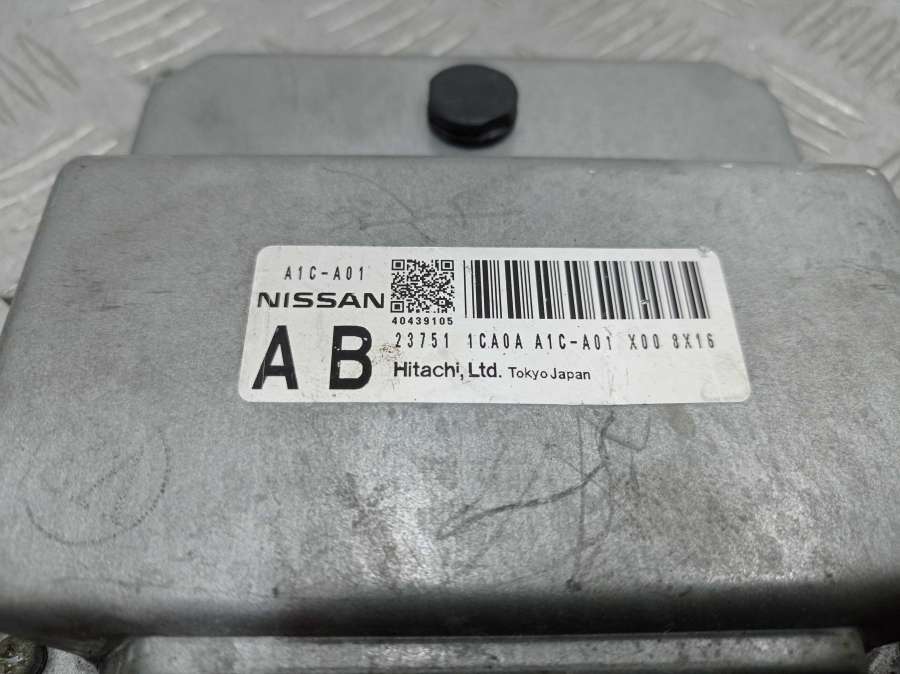 A1C-A01
NISSAN
40439105
A B
23751 1CA0A A1C-A01 X00 8X16
Hitachi, Ltd. Tokyo Japan